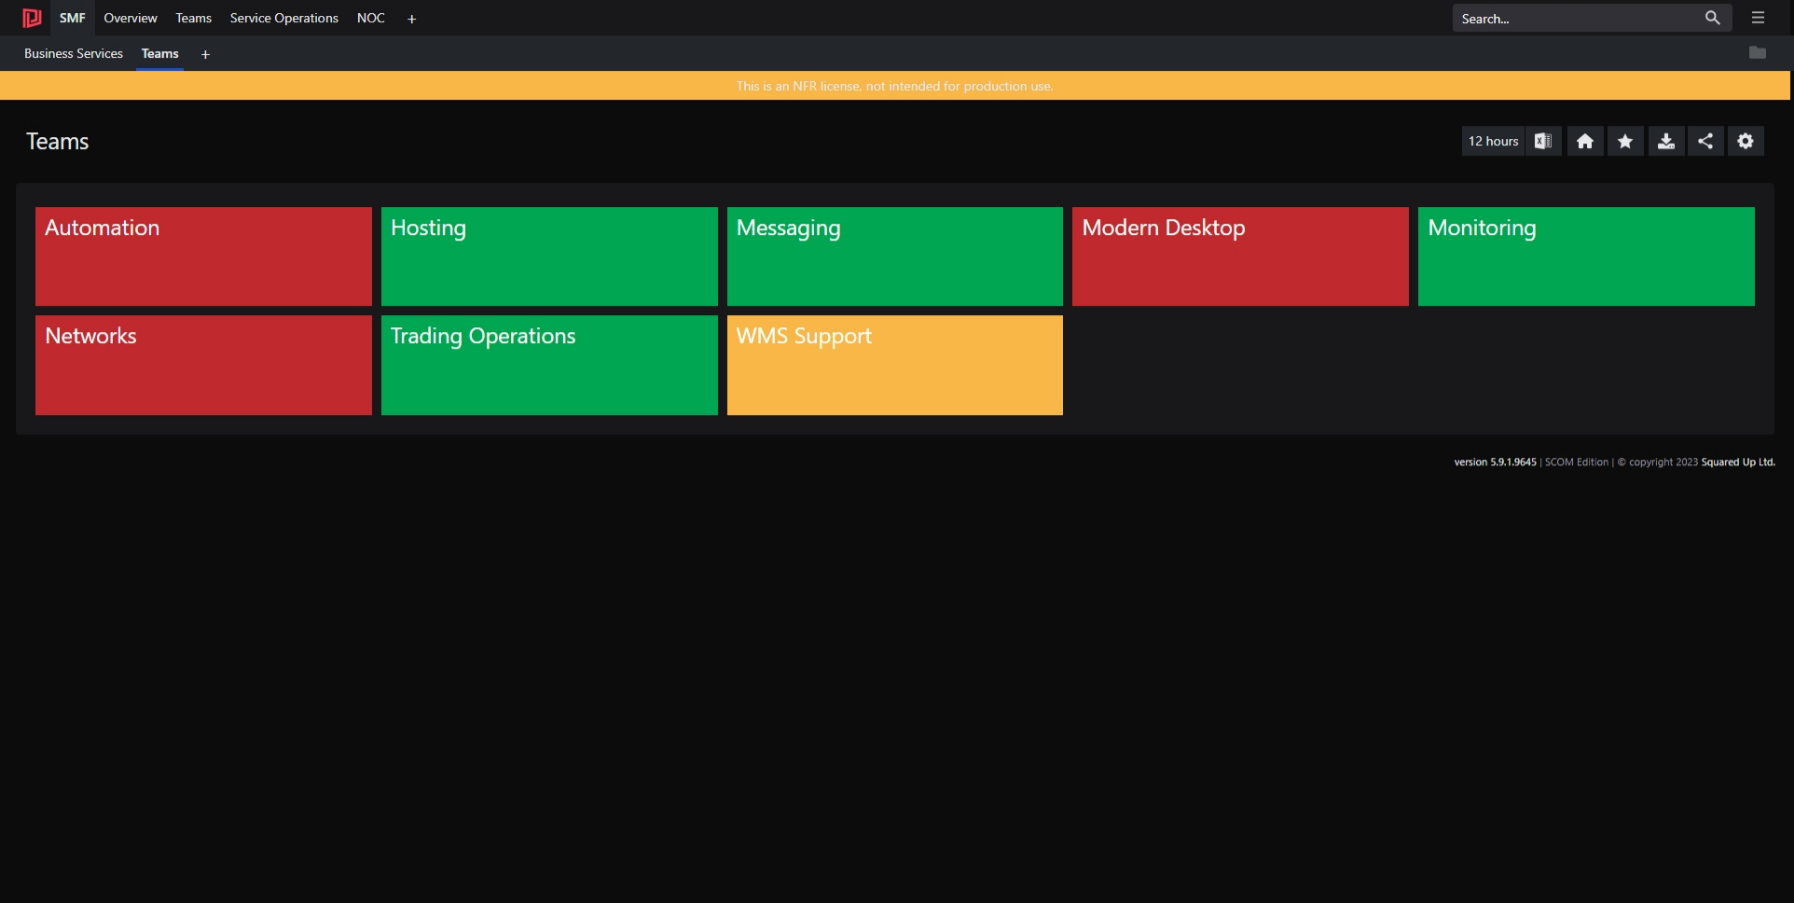 SMF Overview Teams Service Operations NOC + Search...
Business Services Teams +
This is an NFR license, not intended for production use.
Teams 12 hours
Automation Hosting Messaging Modern Desktop Monitoring
Networks Trading Operations WMS Support
version 5.9.1.9645 | SCOM Edition | © copyright 2023 Squared Up Ltd.